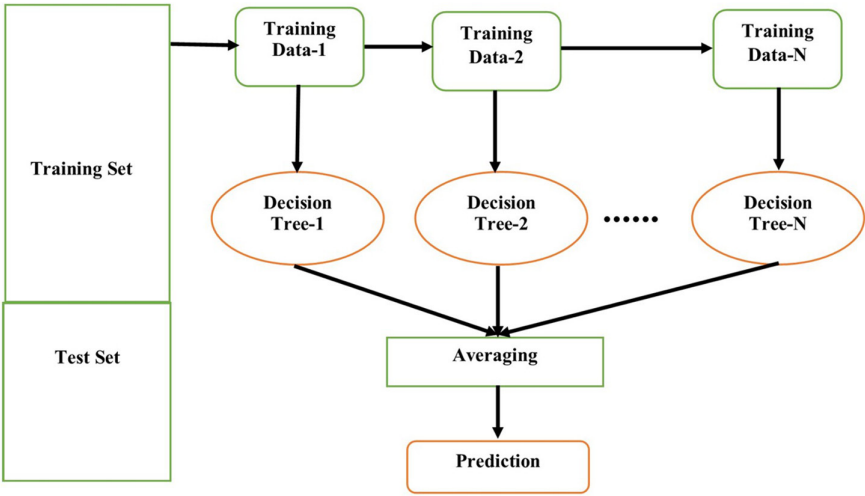 Training
Data-1
Training
Data-2
Training
Data-N
Training Set
Decision
Tree-1
Decision
Tree-2
......
Decision
Tree-N
Test Set
Averaging
Prediction